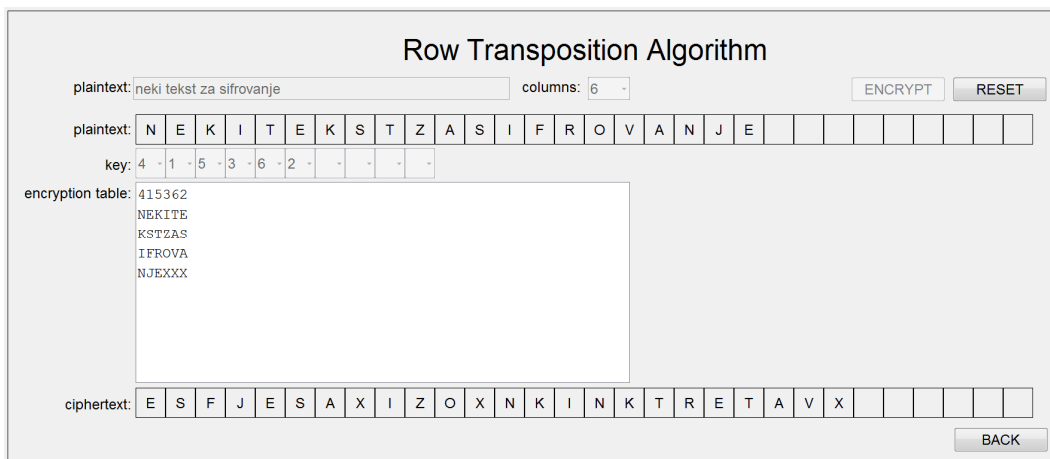 Row Transposition Algorithm
plaintext: neki tekst za sifrovanje columns: 6 ENCRYPT RESET
plaintext: N E K I T E K S T Z A S I F R O V A N J E
key: 4 1 5 3 6 2
encryption table: 415362
NEKITE
KSTZAS
IFROVA
NJEXXX
ciphertext: E S F J E S A X I Z O X N K I N K T R E T A V X
BACK